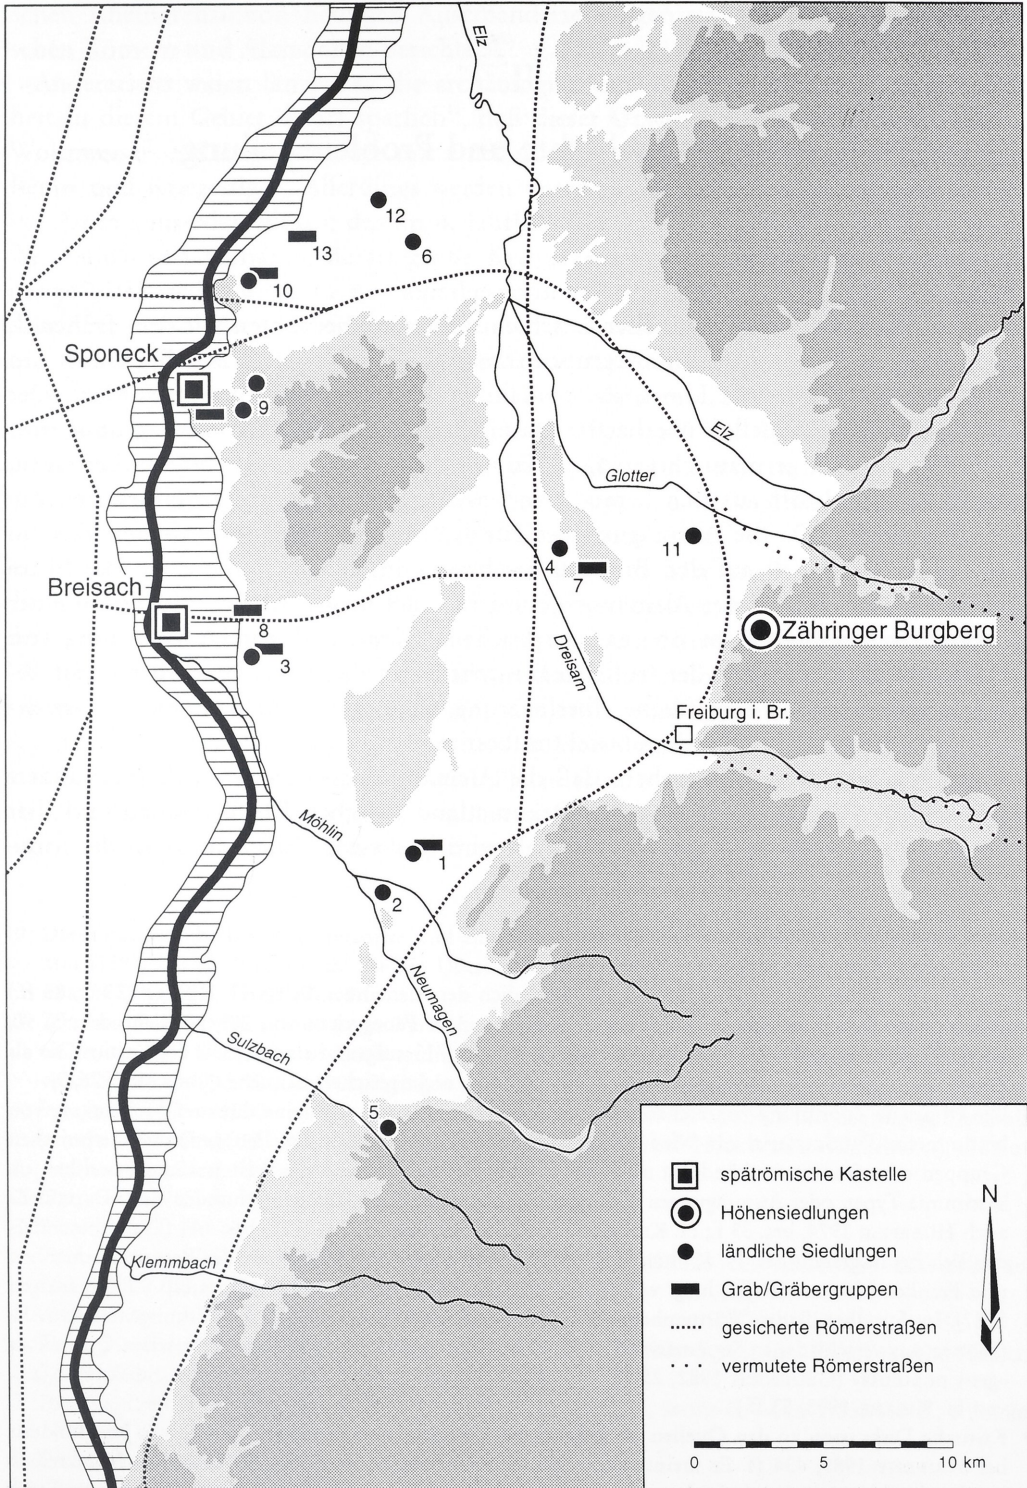 Elz
12
13
6
10
Sponeck
9
Elz
Glotter
11
4
7
Breisach
8
3
Zähringer Burgberg
Dreisam
Freiburg i. Br.
Möhlin
1
2
Neumagen
Sulzbach
5
Klemmbach
spätrömische Kastelle
Höhensiedlungen
ländliche Siedlungen
Grab/Gräbergruppen
gesicherte Römerstraßen
vermutete Römerstraßen
N
0 5 10 km